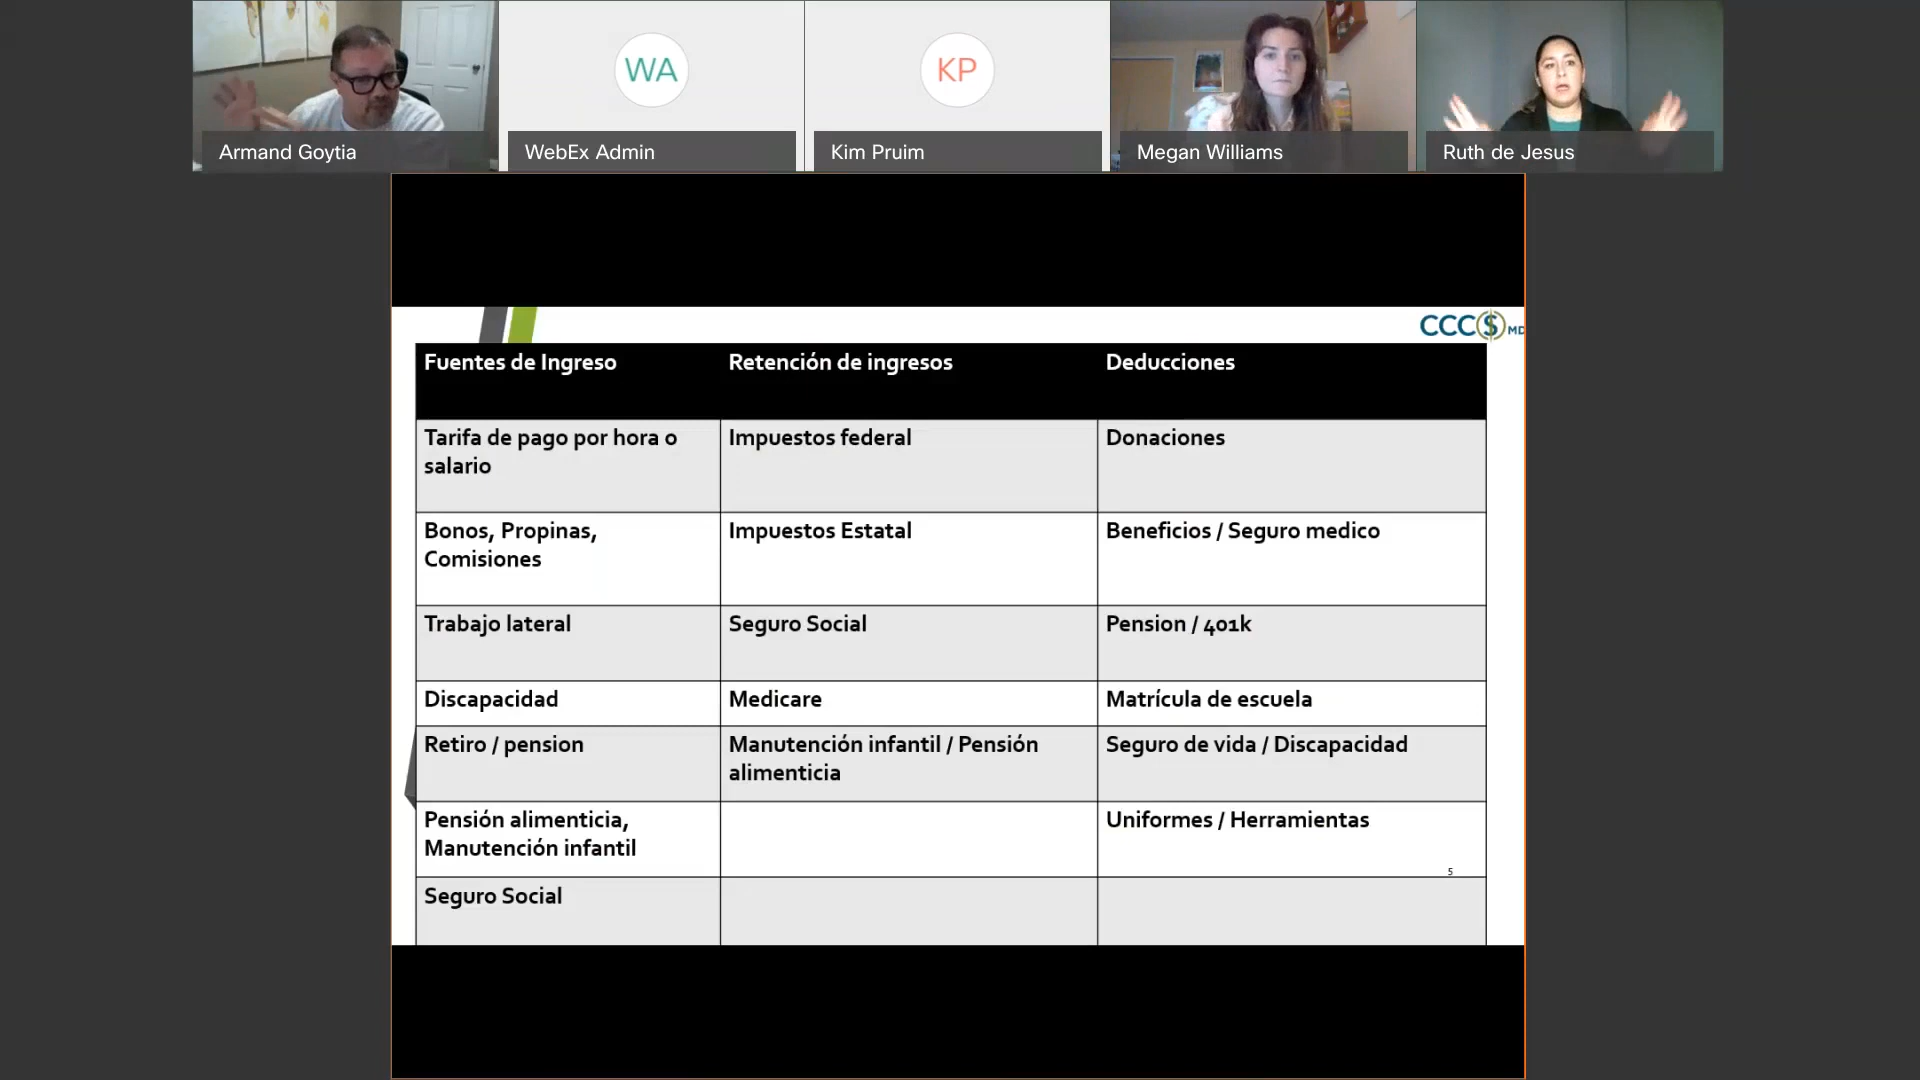 Armand Goytia
WA
WebEx Admin
KP
Kim Pruim
Megan Williams
Ruth de Jesus
CCCS MD
Fuentes de Ingreso
Retención de ingresos
Deducciones
Tarifa de pago por hora o
salario
Impuestos federal
Donaciones
Bonos, Propinas,
Comisiones
Impuestos Estatal
Beneficios / Seguro medico
Trabajo lateral
Seguro Social
Pension / 401k
Discapacidad
Medicare
Matrícula de escuela
Retiro / pension
Manutención infantil / Pensión
alimenticia
Seguro de vida / Discapacidad
Pensión alimenticia,
Manutención infantil
Uniformes / Herramientas
5
Seguro Social